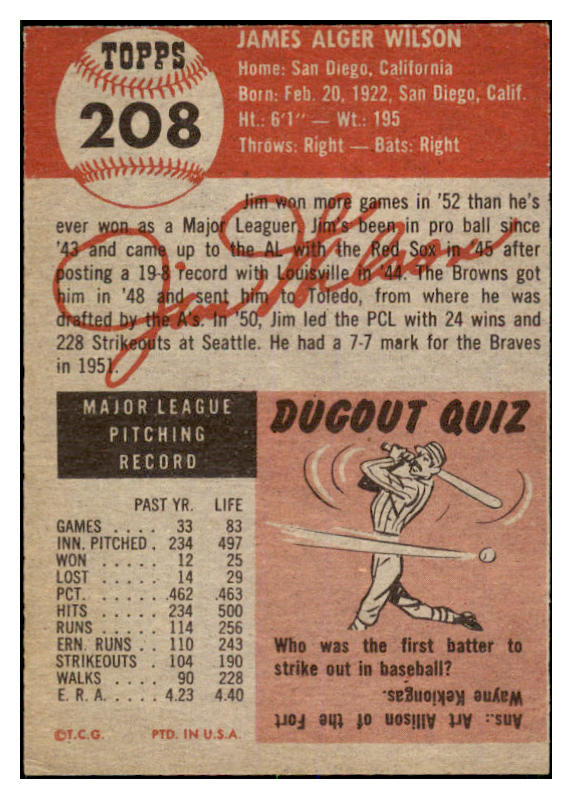 TOPPS
208
JAMES ALGER WILSON
Home: San Diego, California
Born: Feb. 20, 1922, San Diego, Calif.
Ht.: 6'1" — Wt.: 195
Throws: Right — Bats: Right
Jim won more games in '52 than he's
ever won as a Major Leaguer. Jim's been in pro ball since
'43 and came up to the AL with the Red Sox in '45 after
posting a 19-8 record with Louisville in '44. The Browns got
him in '48 and sent him to Toledo, from where he was
drafted by the A's. In '50, Jim led the PCL with 24 wins and
228 Strikeouts at Seattle. He had a 7-7 mark for the Braves
in 1951.
Jim Wilson
MAJOR LEAGUE
PITCHING
RECORD
PAST YR. LIFE
GAMES . . . . 33 83
INN. PITCHED . 234 497
WON . . . . . 12 25
LOST . . . . . 14 29
PCT. . . . . . .462 .463
HITS . . . . . 234 500
RUNS . . . . . 114 256
ERN. RUNS . . 110 243
STRIKEOUTS . 104 190
WALKS . . . . 90 228
E. R. A. . . . . 4.23 4.40
©T.C.G. PTD. IN U.S.A.
DUGOUT QUIZ
Who was the first batter to
strike out in baseball?
Ans.: Art Allison of the Fort
Wayne Kekiongas.